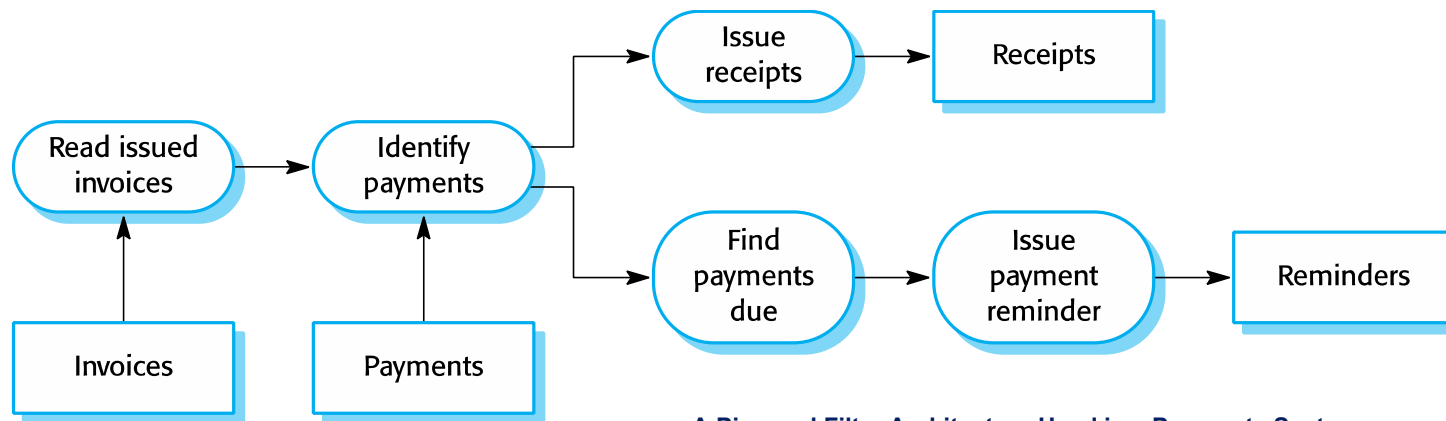 Issue
receipts
Receipts
Read issued
invoices
Identify
payments
Find
payments
due
Issue
payment
reminder
Reminders
Invoices
Payments